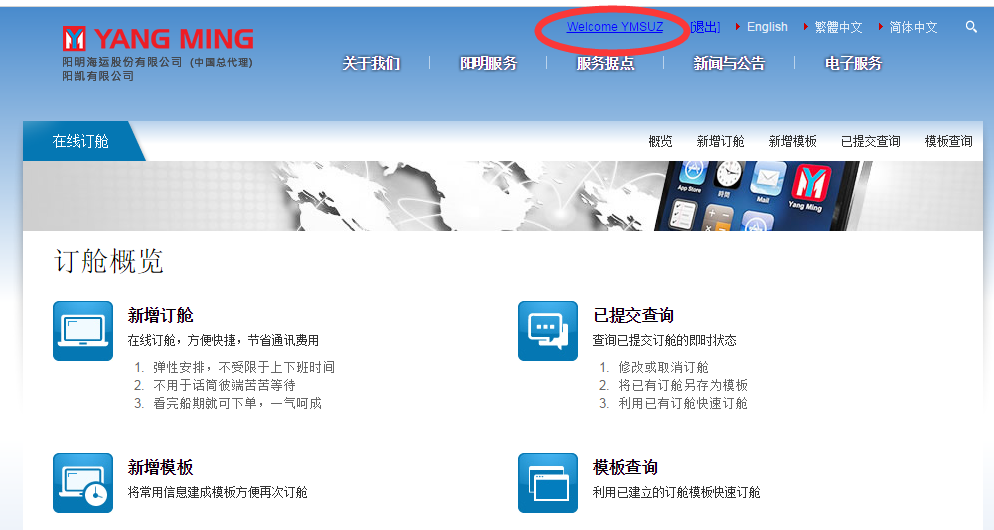 Welcome YMSUZ [退出] English 繁體中文 简体中文
YANG MING
阳明海运股份有限公司 (中国总代理)
阳凯有限公司
关于我们 阳明服务 服务据点 新闻与公告 电子服务
在线订舱 概览 新增订舱 新增模板 已提交查询 模板查询
App Store 時間 Mail Yang Ming
订舱概览
新增订舱
在线订舱，方便快捷，节省通讯费用
1. 弹性安排，不受限于上下班时间
2. 不用于话筒彼端苦苦等待
3. 看完船期就可下单，一气呵成
已提交查询
查询已提交订舱的即时状态
1. 修改或取消订舱
2. 将已有订舱另存为模板
3. 利用已有订舱快速订舱
新增模板
将常用信息建成模板方便再次订舱
模板查询
利用已建立的订舱模板快速订舱